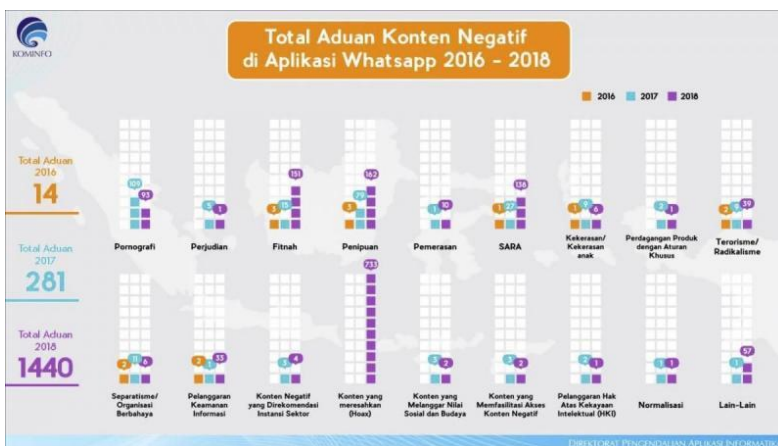 KOMINFO
Total Aduan Konten Negatif
di Aplikasi Whatsapp 2016 - 2018
2016 2017 2018
Total Aduan
2016
14
Total Aduan
2017
281
Total Aduan
2018
1440
109 93
Pornografi
1
Perjudian
3 15 151
Fitnah
3 79 162
Penipuan
1 10
Pemerasan
1 27 136
SARA
1 9 6
Kekerasan/
Kekerasan
anak
2 1
Perdagangan Produk
dengan Aturan
Khusus
2 9 39
Terorisme/
Radikalisme
2 11 6
Separatisme/
Organisasi
Berbahaya
2 1 33
Pelanggaran
Keamanan
Informasi
4
Konten Negatif
yang Direkomendasi
Instansi Sektor
733
Konten yang
meresahkan
(Hoax)
2
Konten yang
Melanggar Nilai
Sosial dan Budaya
2
Konten yang
Memfasilitasi Akses
Konten Negatif
2 1
Pelanggaran Hak
Atas Kekayaan
Intelektual (HKI)
1 1
Normalisasi
1 57
Lain-Lain
DIREKTORAT PENGENDALIAN APLIKASI INFORMATIKA